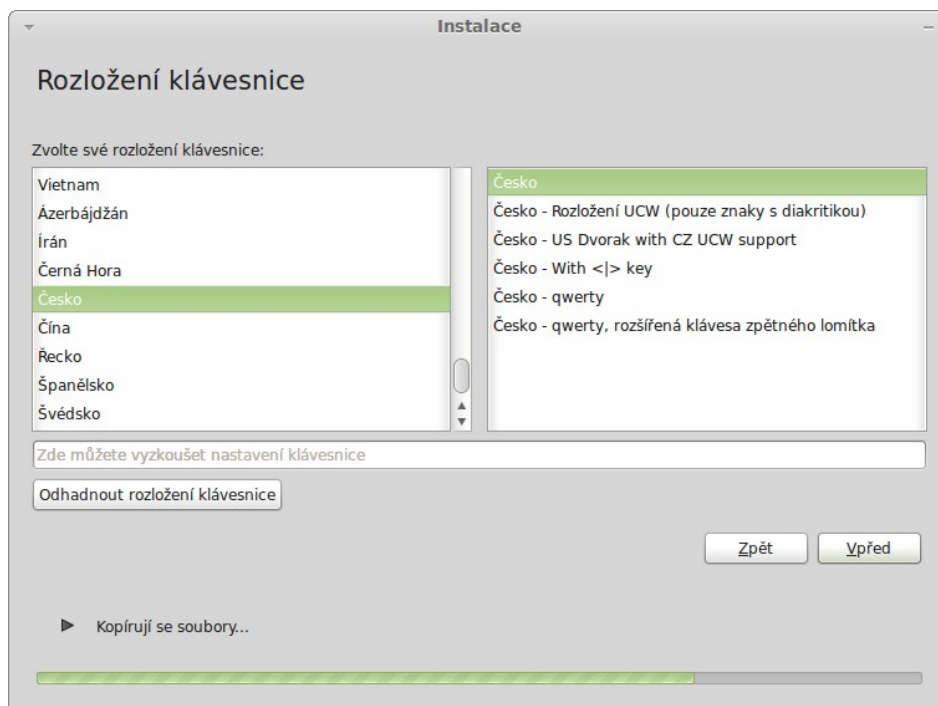 Instalace
Rozložení klávesnice
Zvolte své rozložení klávesnice:
Vietnam
Ázerbájdžán
Írán
Černá Hora
Česko
Čína
Řecko
Španělsko
Švédsko
Česko
Česko - Rozložení UCW (pouze znaky s diakritikou)
Česko - US Dvorak with CZ UCW support
Česko - With <|> key
Česko - qwerty
Česko - qwerty, rozšířená klávesa zpětného lomítka
Zde můžete vyzkoušet nastavení klávesnice
Odhadnout rozložení klávesnice
Zpět
Vpřed
Kopírují se soubory...